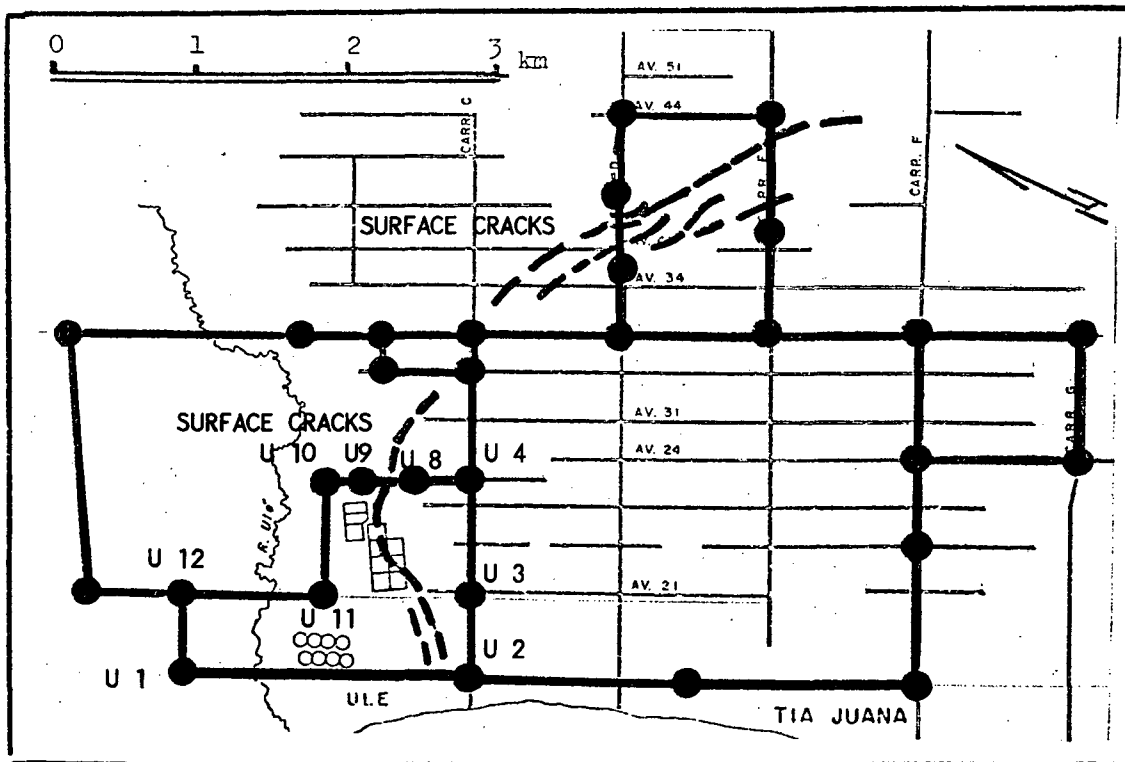 0 1 2 3 km
AV. 51
AV. 44
CARR. C
CARR. F
SURFACE CRACKS
AV. 34
SURFACE CRACKS
AV. 31
CARR. G
U 10 U9 U 8 U 4
AV. 24
R. Ule
U 12
U 3
AV. 21
U 11
U 2
U 1
ULE
TIA JUANA